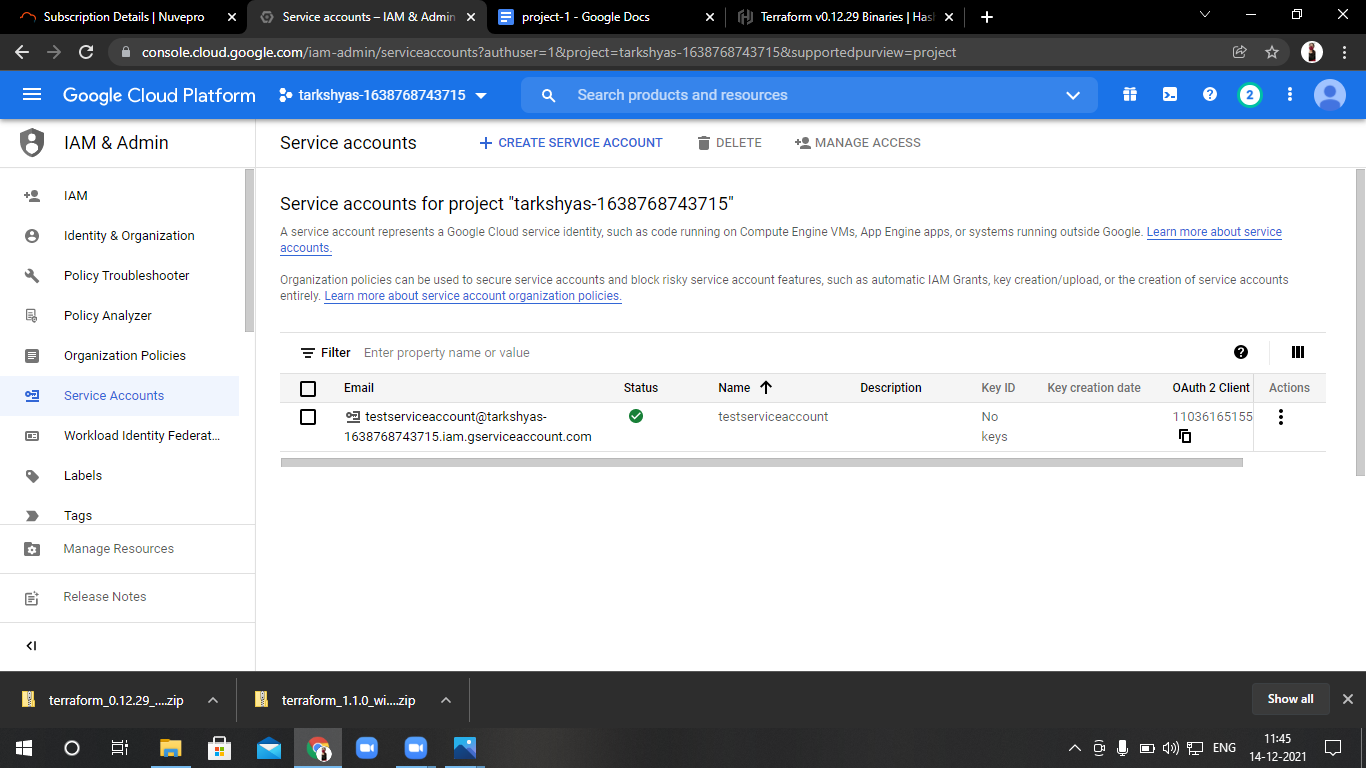 Subscription Details | Nuvepro
Service accounts – IAM & Admin
project-1 - Google Docs
Terraform v0.12.29 Binaries | Has
console.cloud.google.com/iam-admin/serviceaccounts?authuser=1&project=tarkshyas-1638768743715&supportedpurview=project
Google Cloud Platform
tarkshyas-1638768743715
Search products and resources
2
IAM & Admin
Service accounts
CREATE SERVICE ACCOUNT
DELETE
MANAGE ACCESS
IAM
Identity & Organization
Policy Troubleshooter
Policy Analyzer
Organization Policies
Service Accounts
Workload Identity Federat...
Labels
Tags
Manage Resources
Release Notes
Service accounts for project "tarkshyas-1638768743715"
A service account represents a Google Cloud service identity, such as code running on Compute Engine VMs, App Engine apps, or systems running outside Google. Learn more about service
accounts.
Organization policies can be used to secure service accounts and block risky service account features, such as automatic IAM Grants, key creation/upload, or the creation of service accounts
entirely. Learn more about service account organization policies.
Filter Enter property name or value
Email Status Name Description Key ID Key creation date OAuth 2 Client Actions
testserviceaccount@tarkshyas- testserviceaccount No 11036165155
1638768743715.iam.gserviceaccount.com keys
terraform_0.12.29_....zip
terraform_1.1.0_wi....zip
Show all
ENG
11:45
14-12-2021